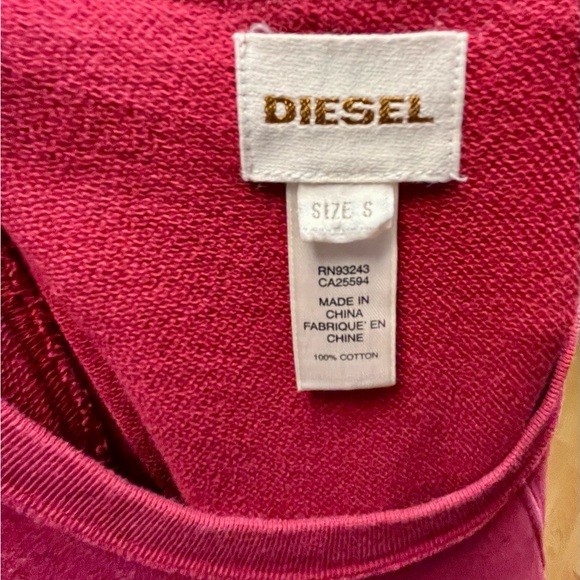 DIESEL
SIZE S
RN93243
CA25594
MADE IN
CHINA
FABRIQUE' EN
CHINE
100% COTTON